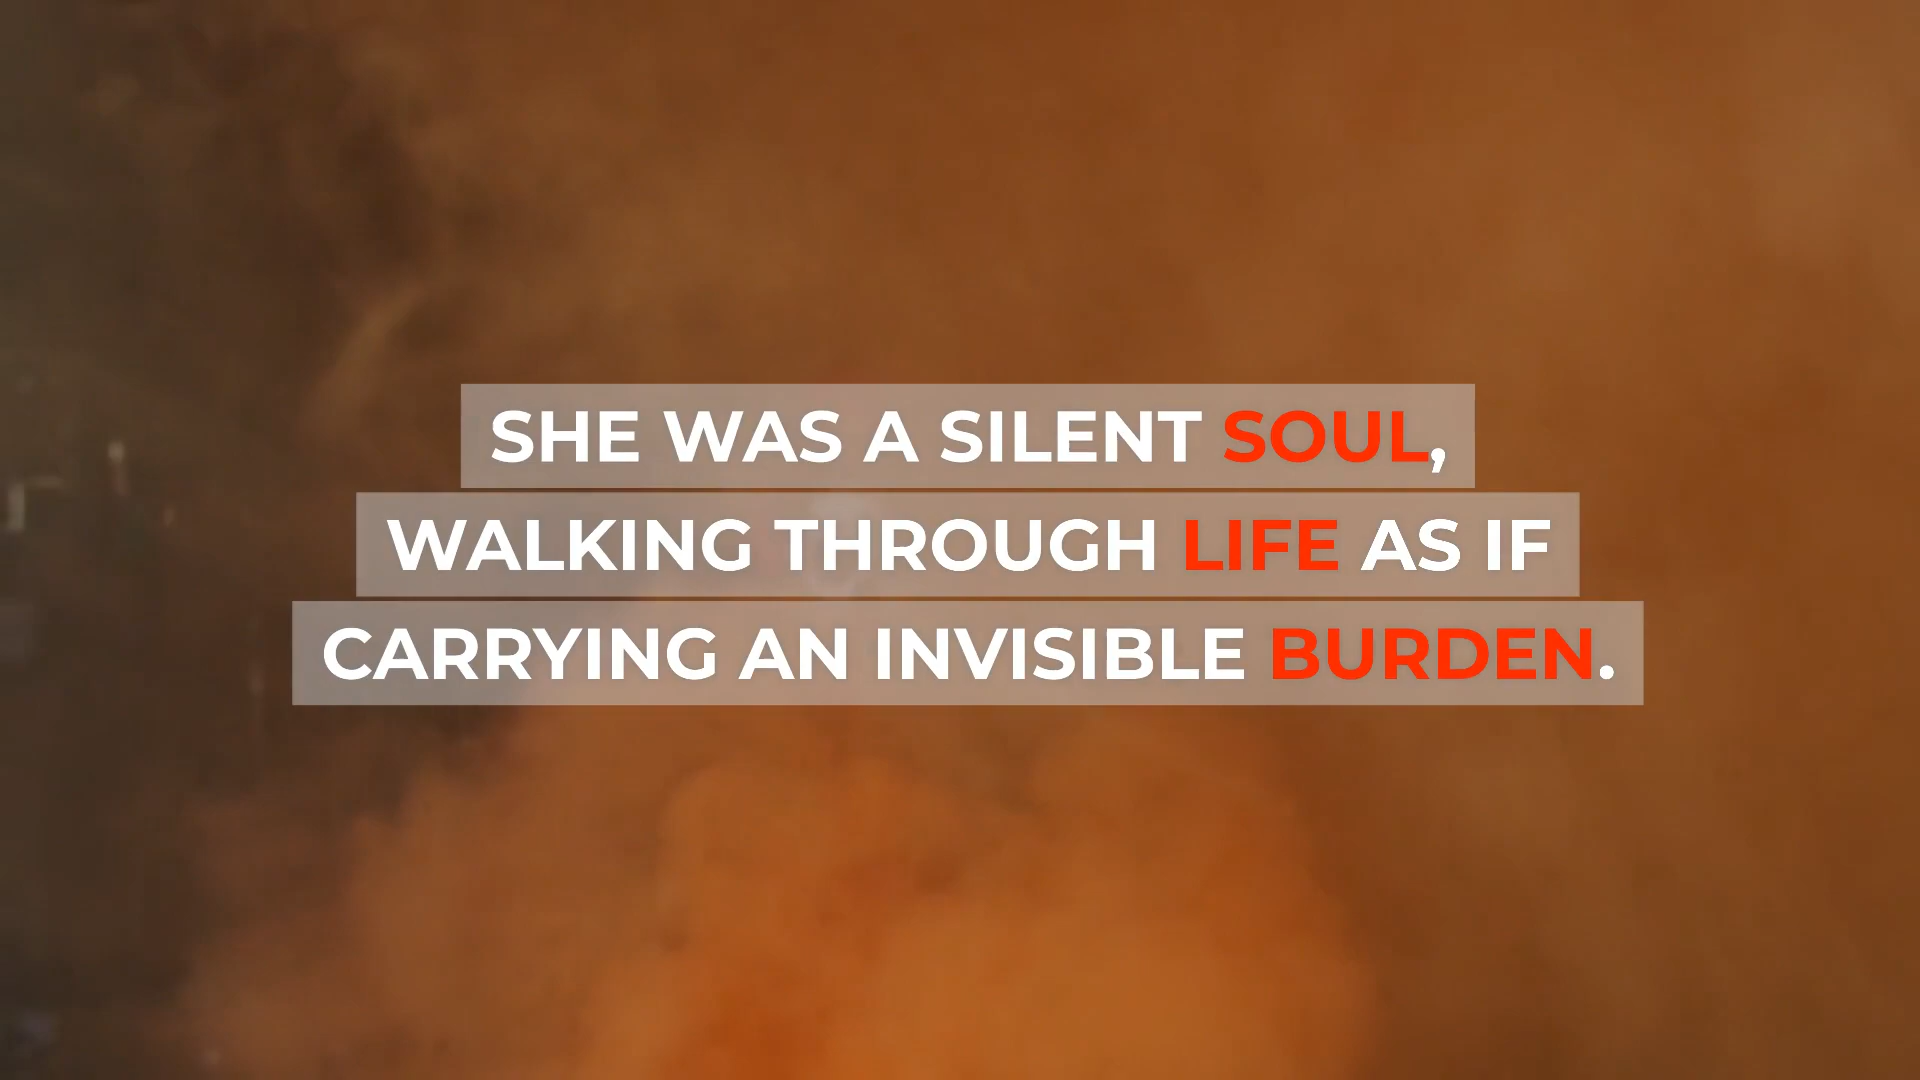 SHE WAS A SILENT SOUL,
WALKING THROUGH LIFE AS IF
CARRYING AN INVISIBLE BURDEN.